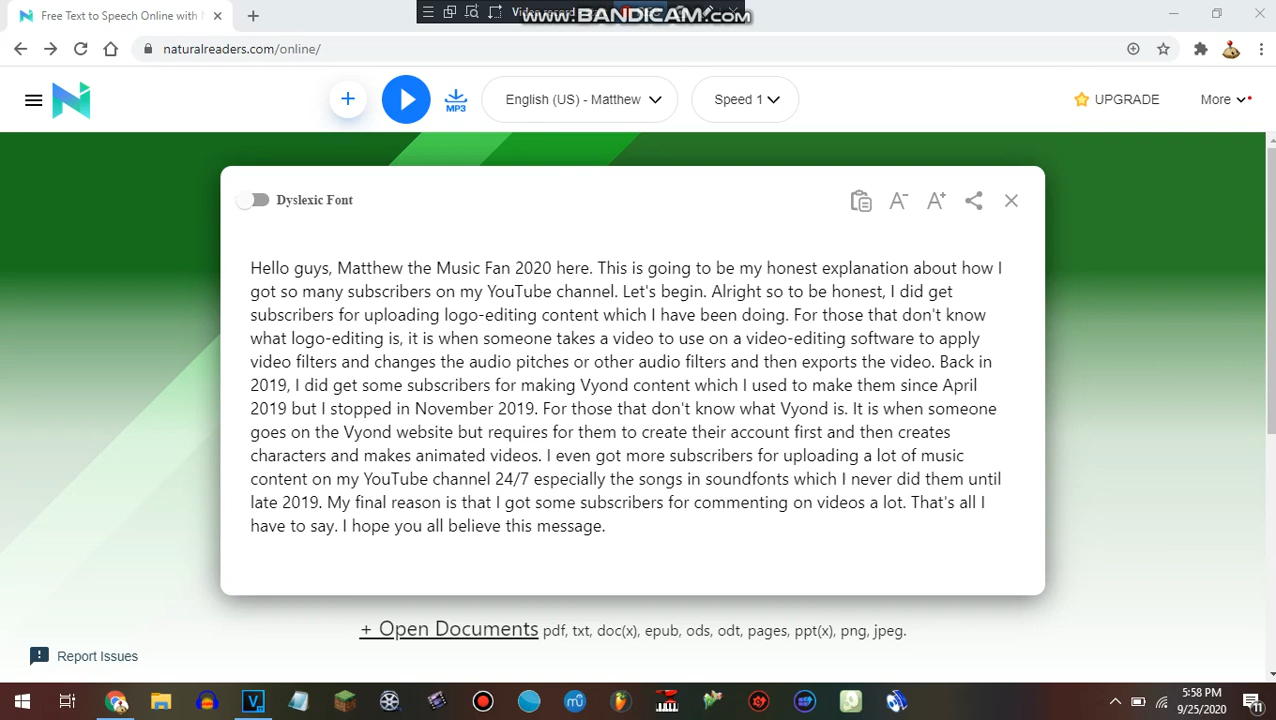 Free Text to Speech Online with
www.BANDICAM.com
naturalreaders.com/online/
MP3
English (US) - Matthew
Speed 1
UPGRADE
More
Dyslexic Font
A- A+
Hello guys, Matthew the Music Fan 2020 here. This is going to be my honest explanation about how I
got so many subscribers on my YouTube channel. Let's begin. Alright so to be honest, I did get
subscribers for uploading logo-editing content which I have been doing. For those that don't know
what logo-editing is, it is when someone takes a video to use on a video-editing software to apply
video filters and changes the audio pitches or other audio filters and then exports the video. Back in
2019, I did get some subscribers for making Vyond content which I used to make them since April
2019 but I stopped in November 2019. For those that don't know what Vyond is. It is when someone
goes on the Vyond website but requires for them to create their account first and then creates
characters and makes animated videos. I even got more subscribers for uploading a lot of music
content on my YouTube channel 24/7 especially the songs in soundfonts which I never did them until
late 2019. My final reason is that I got some subscribers for commenting on videos a lot. That's all I
have to say. I hope you all believe this message.
+ Open Documents pdf, txt, doc(x), epub, ods, odt, pages, ppt(x), png, jpeg.
Report Issues
5:58 PM
9/25/2020